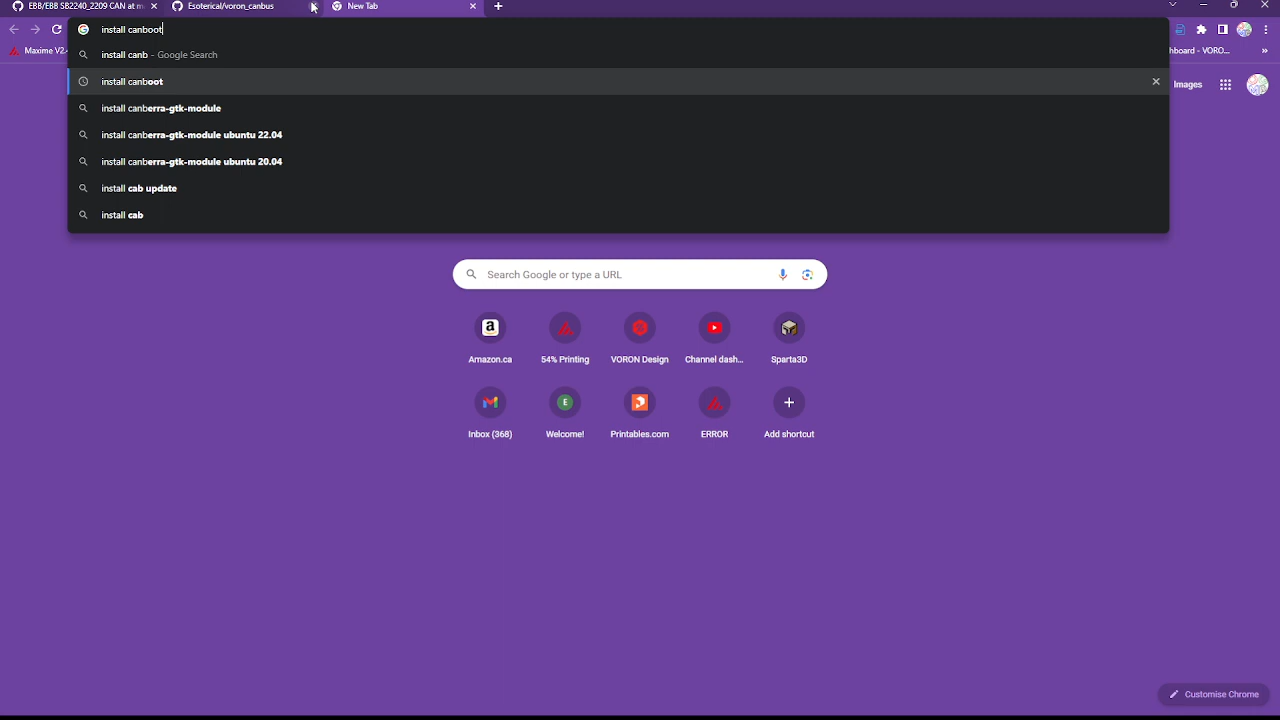 EBB/EBB SB2240_2209 CAN at m
Esoterical/voron_canbus
New Tab
install canboot
Maxime V2.4
hboard - VORO...
»
install canb - Google Search
install canboot
install canberra-gtk-module
install canberra-gtk-module ubuntu 22.04
install canberra-gtk-module ubuntu 20.04
install cab update
install cab
Images
Search Google or type a URL
Amazon.ca
54% Printing
VORON Design
Channel dash...
Sparta3D
Inbox (368)
Welcome!
Printables.com
ERROR
Add shortcut
Customise Chrome